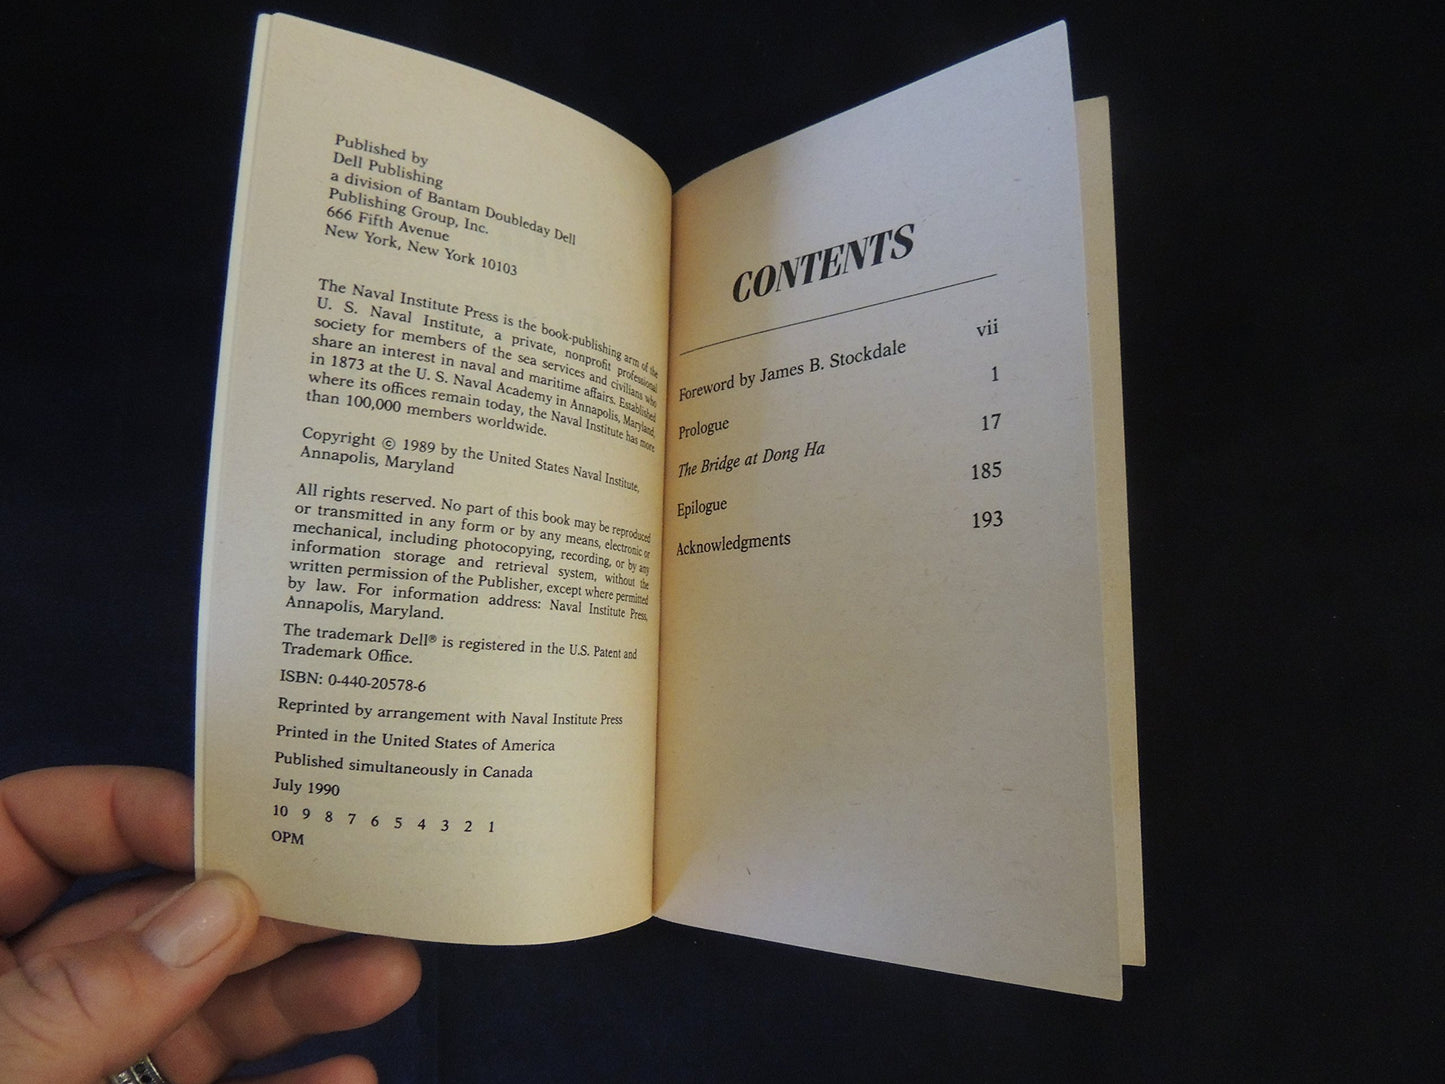 Published by
Dell Publishing
a division of Bantam Doubleday Dell
Publishing Group, Inc.
666 Fifth Avenue
New York, New York 10103
The Naval Institute Press is the book-publishing arm of the
U. S. Naval Institute, a private, nonprofit professional
society for members of the sea services and civilians who
share an interest in naval and maritime affairs. Established
in 1873 at the U. S. Naval Academy in Annapolis, Maryland,
where its offices remain today, the Naval Institute has more
than 100,000 members worldwide.
Copyright © 1989 by the United States Naval Institute,
Annapolis, Maryland
All rights reserved. No part of this book may be reproduced
or transmitted in any form or by any means, electronic or
mechanical, including photocopying, recording, or by any
information storage and retrieval system, without the
written permission of the Publisher, except where permitted
by law. For information address: Naval Institute Press,
Annapolis, Maryland.
The trademark Dell® is registered in the U.S. Patent and
Trademark Office.
ISBN: 0-440-20578-6
Reprinted by arrangement with Naval Institute Press
Printed in the United States of America
Published simultaneously in Canada
July 1990
10 9 8 7 6 5 4 3 2 1
OPM
CONTENTS
Foreword by James B. Stockdale vii
Prologue 1
The Bridge at Dong Ha 17
Epilogue 185
Acknowledgments 193